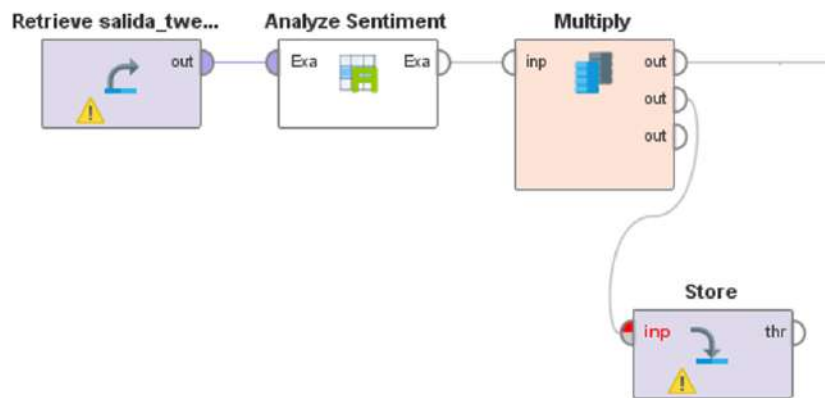 Retrieve salida_twe...
Analyze Sentiment
Multiply
out
Exa
Exa
inp
out
out
out
Store
inp
thr